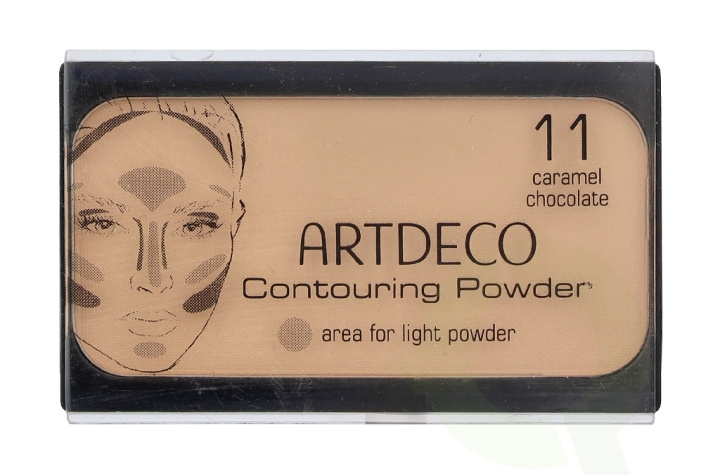 11
caramel
chocolate
ARTDECO
Contouring Powder
area for light powder